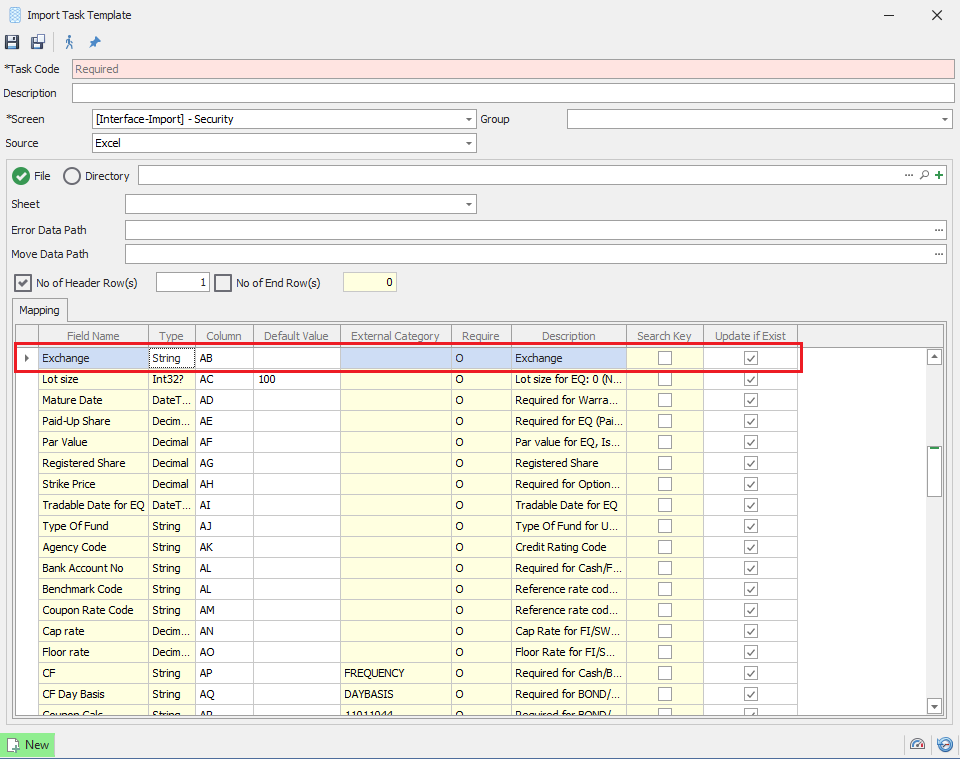 Import Task Template
*Task Code Required
Description
*Screen [Interface-Import] - Security Group
Source Excel
File Directory
Sheet
Error Data Path
Move Data Path
No of Header Row(s) 1 No of End Row(s) 0
Mapping
Field Name Type Column Default Value External Category Require Description Search Key Update if Exist
Exchange String AB O Exchange
Lot size Int32? AC 100 O Lot size for EQ: 0 (N...
Mature Date DateT... AD O Required for Warra...
Paid-Up Share Decim... AE O Required for EQ (Pai...
Par Value Decimal AF O Par value for EQ, Is...
Registered Share Decimal AG O Registered Share
Strike Price Decimal AH O Required for Option...
Tradable Date for EQ DateT... AI O Tradable Date for EQ
Type Of Fund String AJ O Type Of Fund for U...
Agency Code String AK O Credit Rating Code
Bank Account No String AL O Required for Cash/F...
Benchmark Code String AL O Reference rate cod...
Coupon Rate Code String AM O Reference rate cod...
Cap rate Decim... AN O Cap Rate for FI/SW...
Floor rate Decim... AO O Floor Rate for FI/S...
CF String AP FREQUENCY O Required for Cash/B...
CF Day Basis String AQ DAYBASIS O Required for BOND/...
Coupon Calc String AR 11011044 O Required for BOND/...
New